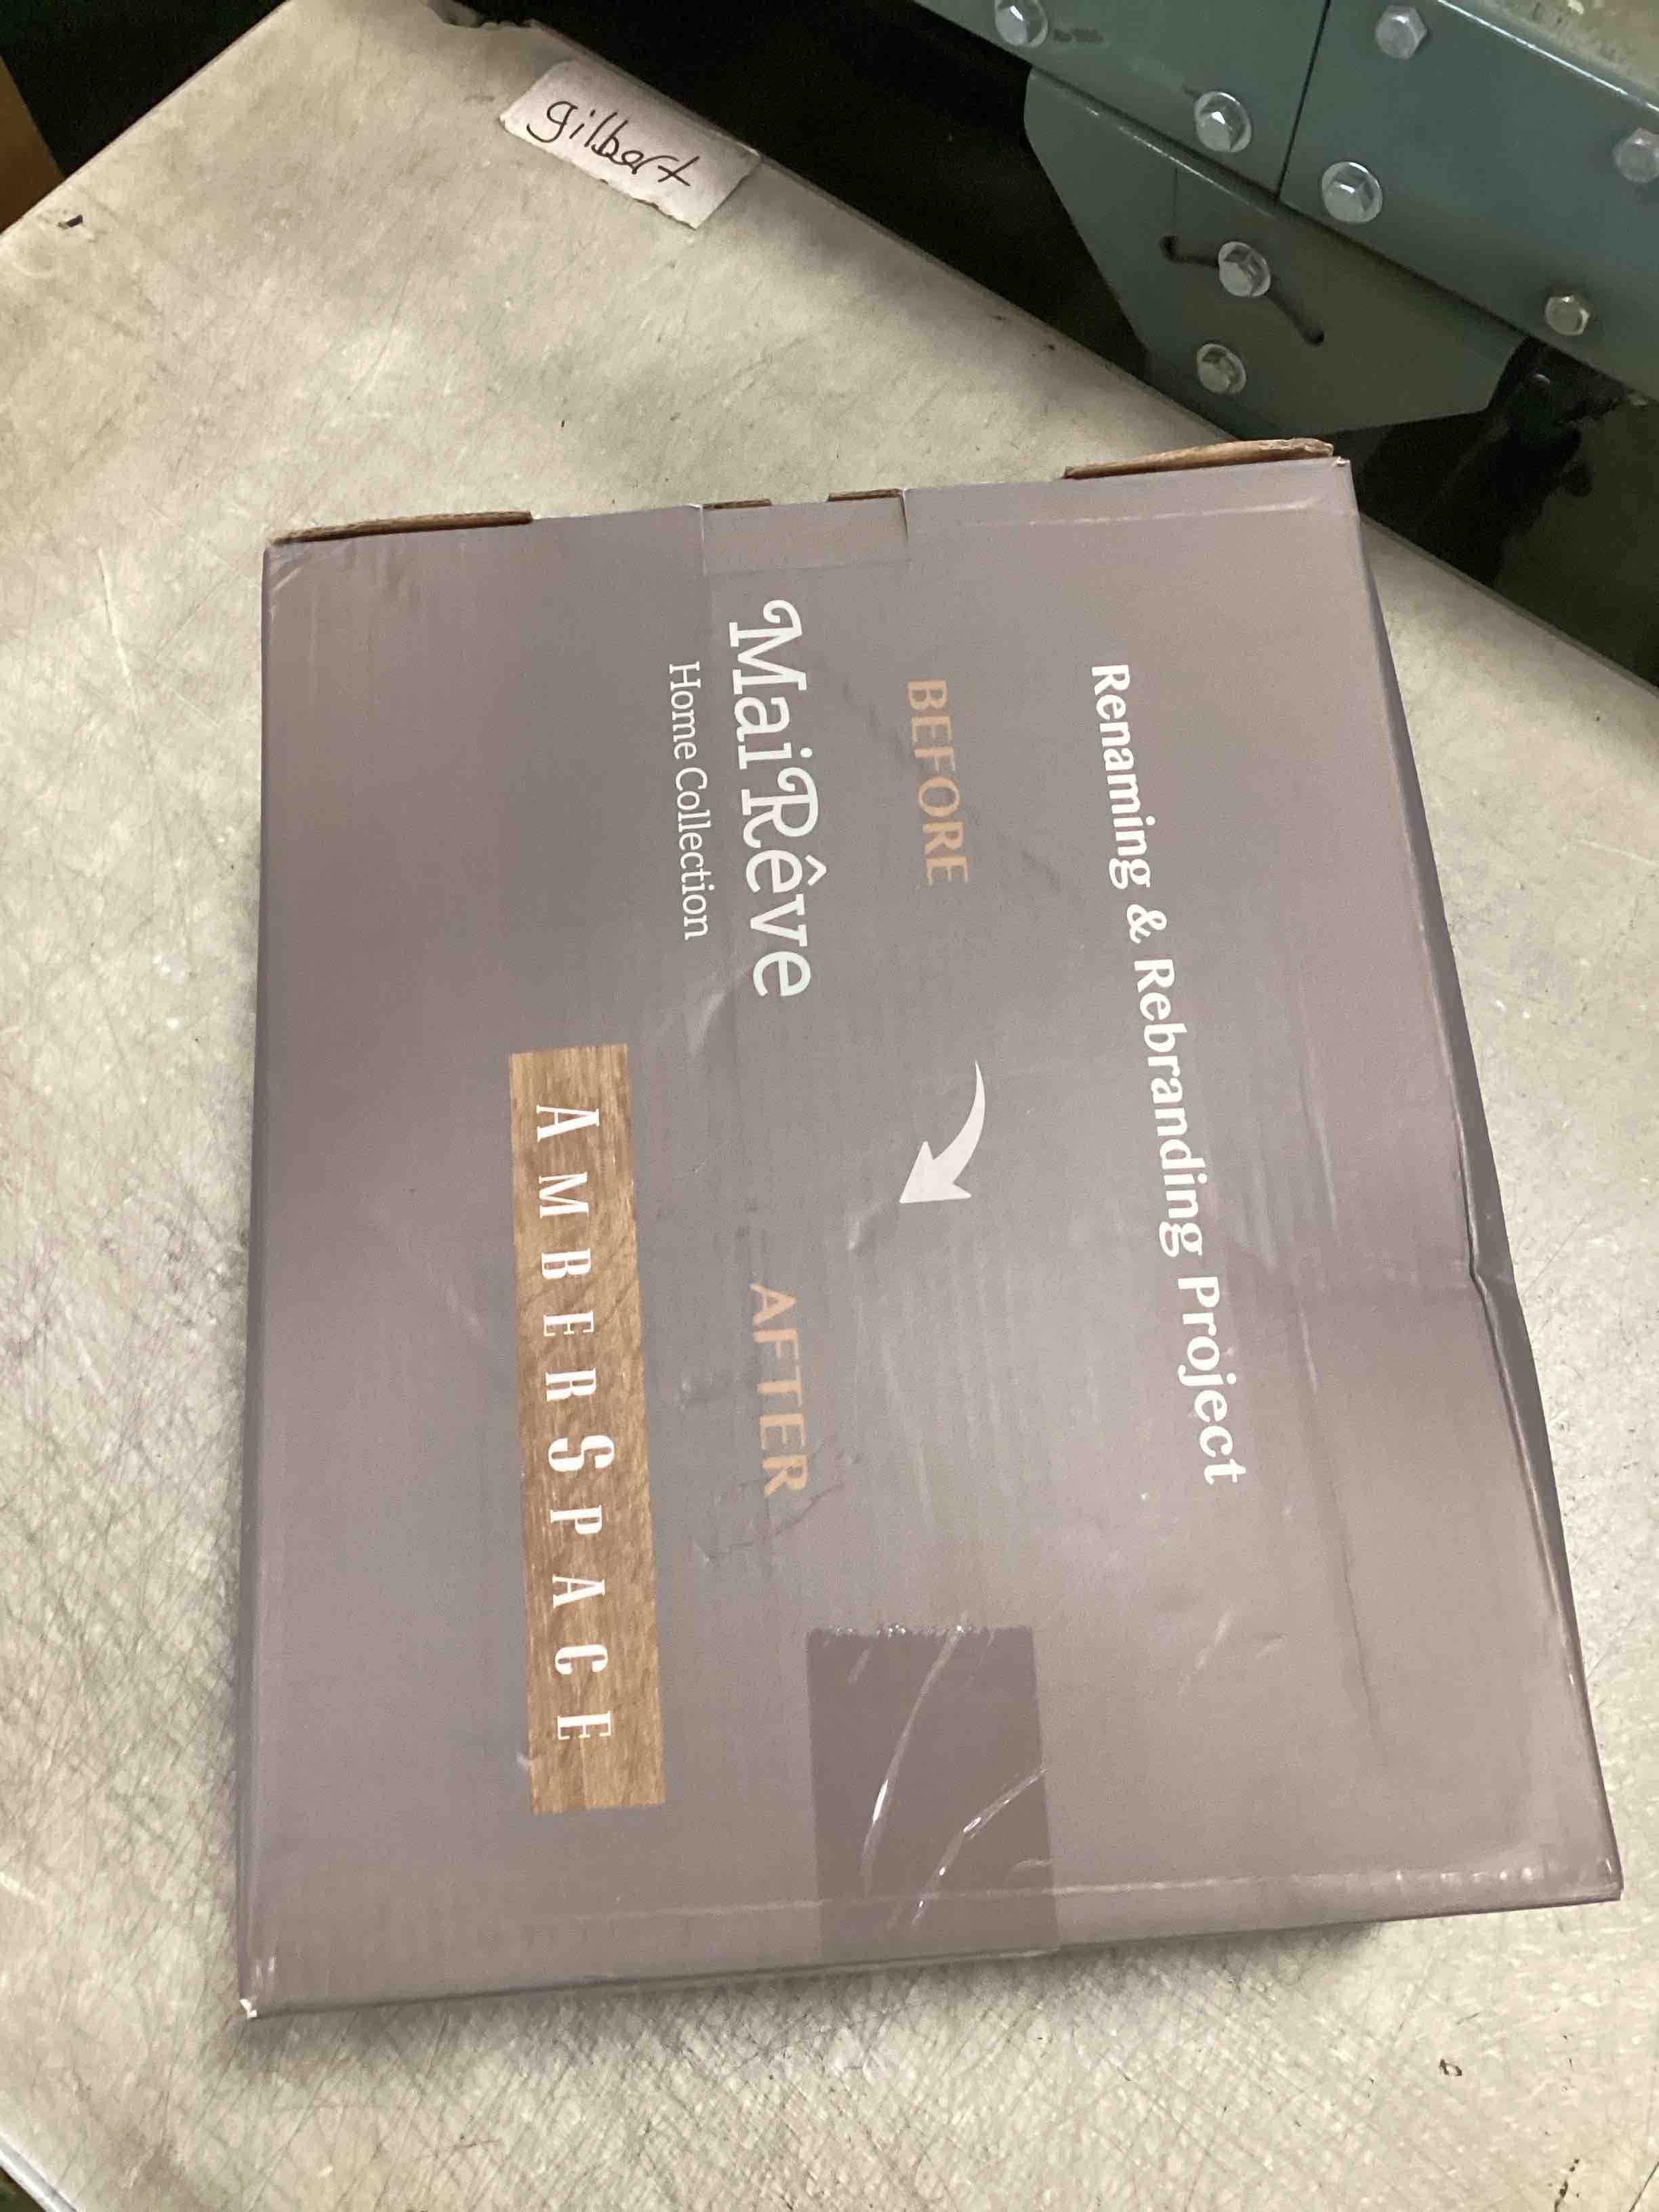 gilbert
Renaming & Rebranding Project
BEFORE
MaiRêve
Home Collection
AFTER
AMBERSPACE